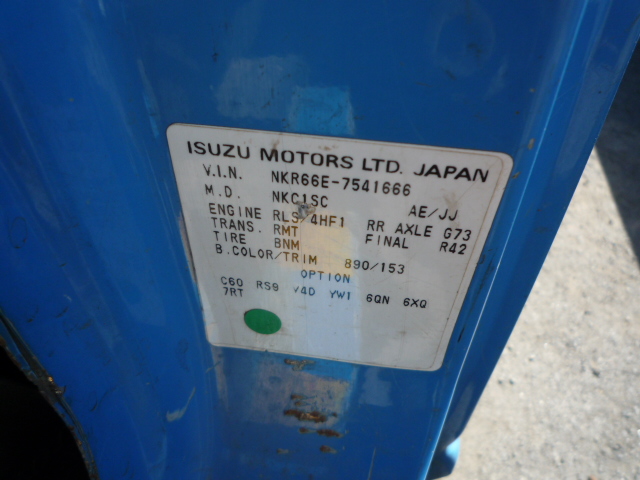 ISUZU MOTORS LTD. JAPAN
V.I.N. NKR66E-7541666
M.D. NKC1SC AE/JJ
ENGINE RLS/4HF1 RR AXLE G73
TRANS. RMT FINAL R42
TIRE BNM
B.COLOR/TRIM 890/153
OPTION
C60 RS9 V4D YW1 6QN 6XQ
7RT